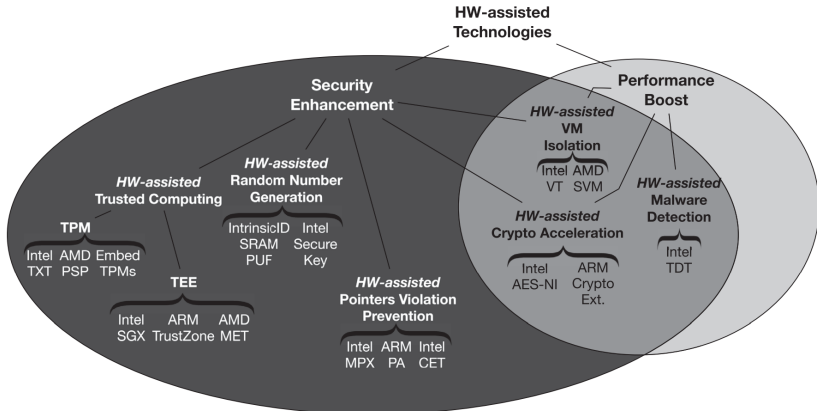 HW-assisted
Technologies
Security
Enhancement
Performance
Boost
HW-assisted
VM
Isolation
Intel AMD
VT SVM
HW-assisted
Trusted Computing
HW-assisted
Random Number
Generation
IntrinsicID Intel
SRAM Secure
PUF Key
HW-assisted
Crypto Acceleration
Intel ARM
AES-NI Crypto
Ext.
HW-assisted
Malware
Detection
Intel
TDT
TPM
Intel AMD Embed
TXT PSP TPMs
TEE
Intel ARM AMD
SGX TrustZone MET
HW-assisted
Pointers Violation
Prevention
Intel ARM Intel
MPX PA CET